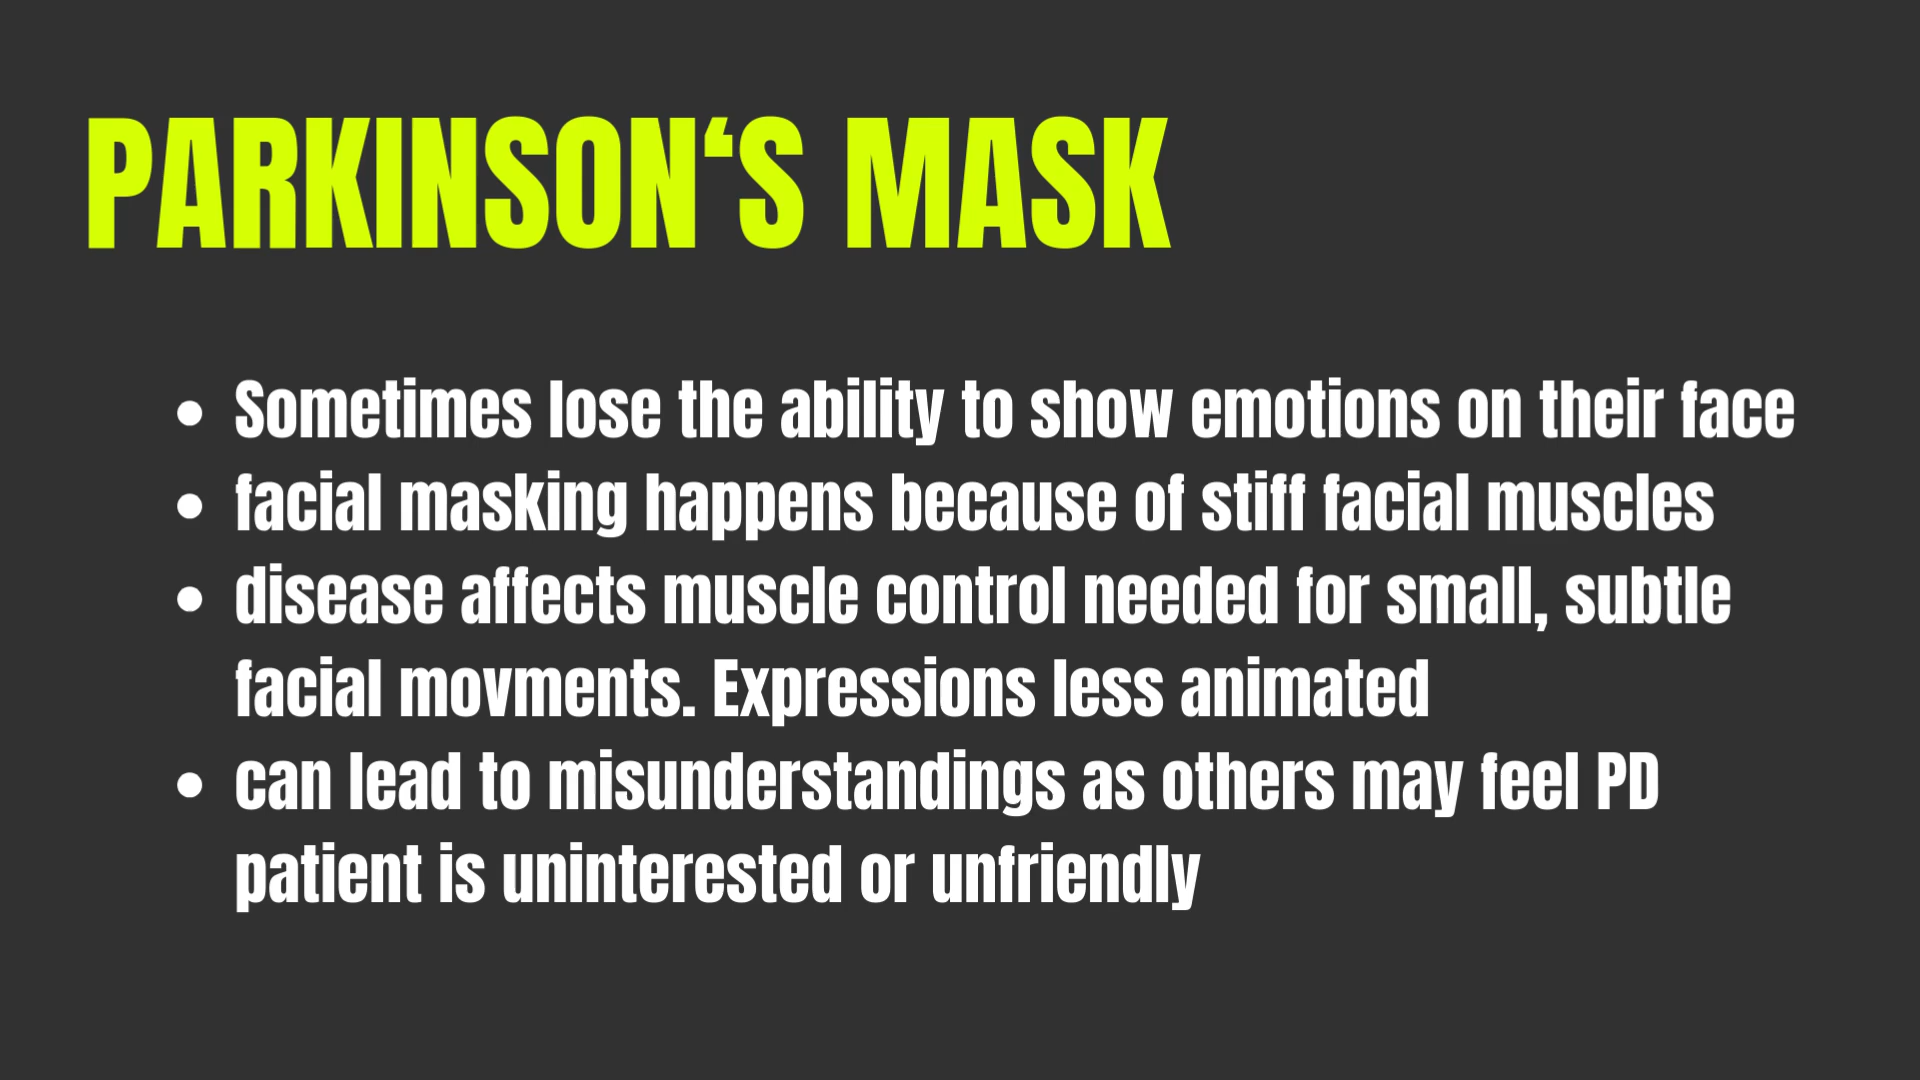 PARKINSON‘S MASK
• Sometimes lose the ability to show emotions on their face
• facial masking happens because of stiff facial muscles
• disease affects muscle control needed for small, subtle
facial movments. Expressions less animated
• can lead to misunderstandings as others may feel PD
patient is uninterested or unfriendly